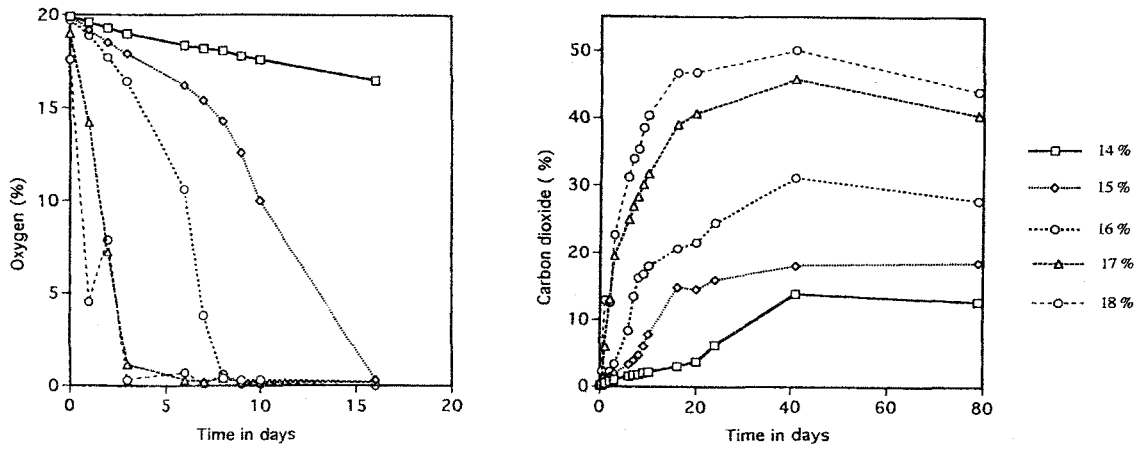 20
15
10
5
0
Oxygen (%)
0 5 10 15 20
Time in days
50
40
30
20
10
0
Carbon dioxide ( %)
0 20 40 60 80
Time in days
14 %
15 %
16 %
17 %
18 %